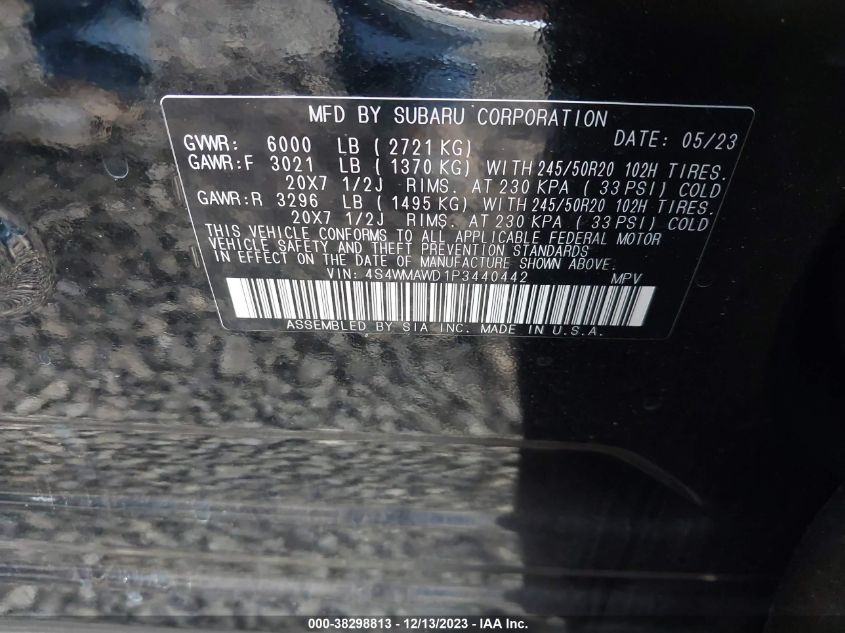 MFD BY SUBARU CORPORATION
GVWR: 6000 LB ( 2721 KG) DATE: 05/23
GAWR:F 3021 LB ( 1370 KG) WITH 245/50R20 102H TIRES.
20X7 1/2J RIMS. AT 230 KPA ( 33 PSI) COLD
GAWR:R 3296 LB ( 1495 KG) WITH 245/50R20 102H TIRES.
20X7 1/2J RIMS. AT 230 KPA ( 33 PSI) COLD
THIS VEHICLE CONFORMS TO ALL APPLICABLE FEDERAL MOTOR
VEHICLE SAFETY AND THEFT PREVENTION STANDARDS
IN EFFECT ON THE DATE OF MANUFACTURE SHOWN ABOVE.
VIN: 4S4WMAWD1P3440442 MPV
ASSEMBLED BY SIA INC. MADE IN U.S.A.
000-38298813 - 12/13/2023 - IAA Inc.